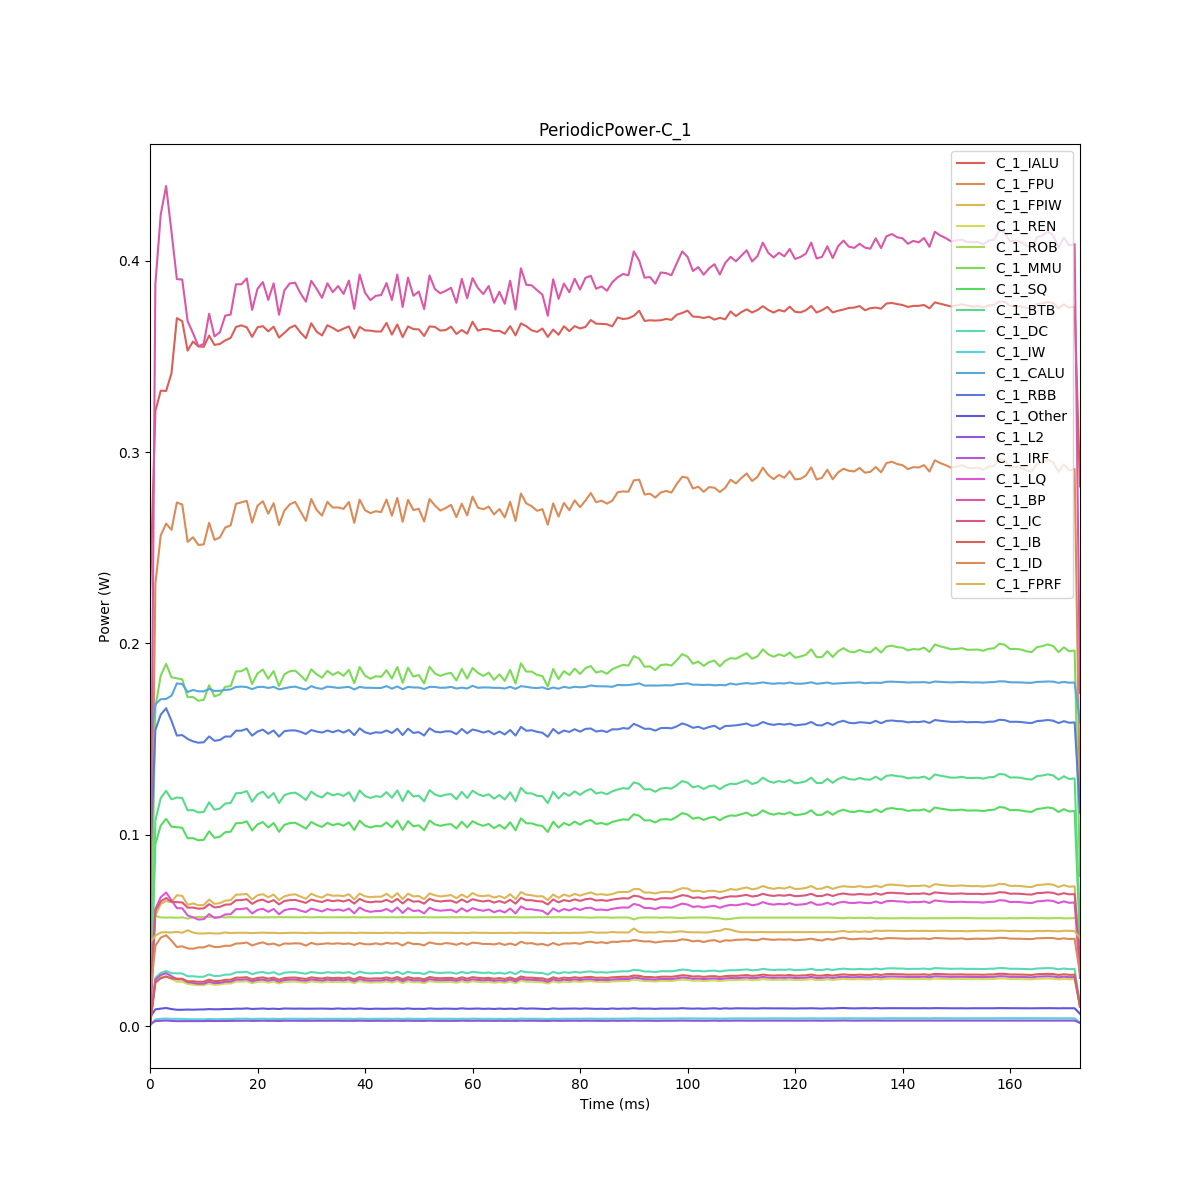 PeriodicPower-C_1
C_1_IALU
C_1_FPU
C_1_FPIW
C_1_REN
C_1_ROB
C_1_MMU
C_1_SQ
C_1_BTB
C_1_DC
C_1_IW
C_1_CALU
C_1_RBB
C_1_Other
C_1_L2
C_1_IRF
C_1_LQ
C_1_BP
C_1_IC
C_1_IB
C_1_ID
C_1_FPRF
0.4
0.3
0.2
0.1
0.0
Power (W)
0 20 40 60 80 100 120 140 160
Time (ms)